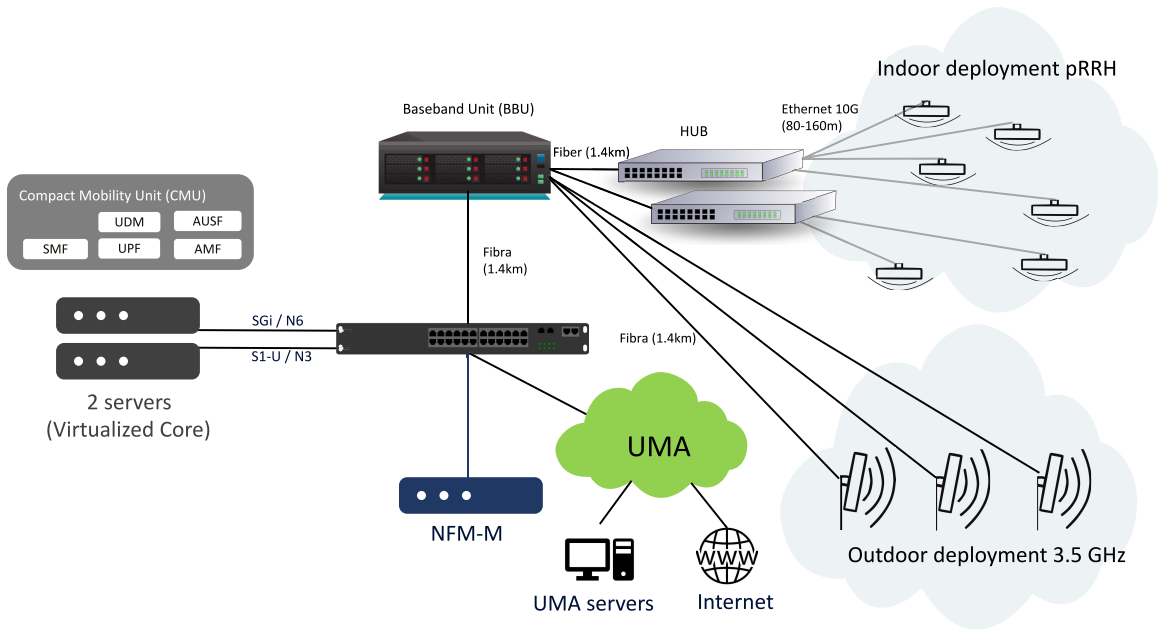 Indoor deployment pRRH
Baseband Unit (BBU)
Ethernet 10G
(80-160m)
HUB
Fiber (1.4km)
Compact Mobility Unit (CMU)
UDM
AUSF
SMF
UPF
AMF
Fibra
(1.4km)
SGi / N6
S1-U / N3
Fibra (1.4km)
2 servers
(Virtualized Core)
UMA
NFM-M
WWW
Outdoor deployment 3.5 GHz
UMA servers
Internet